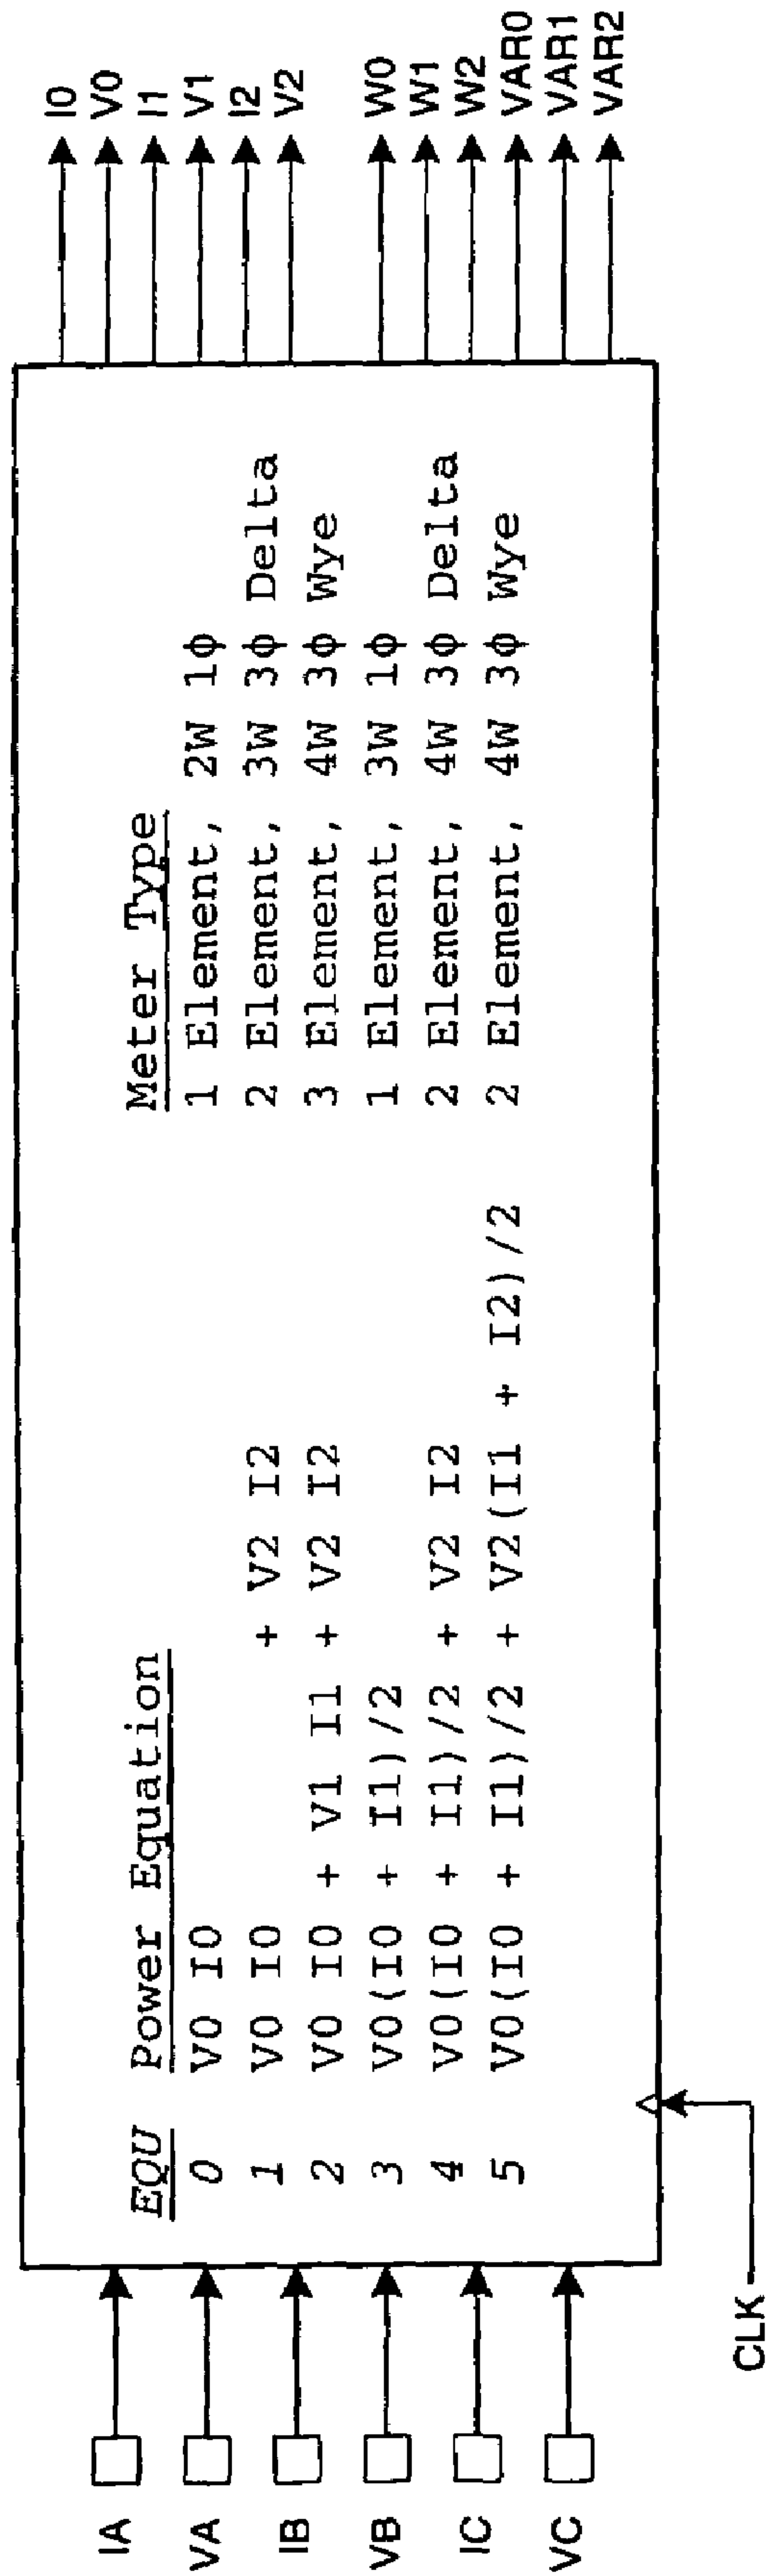 IA
VA
IB
VB
IC
VC
CLK
EQU Power Equation Meter Type
0 V0 I0 1 Element, 2W 1ϕ
1 V0 I0 + V2 I2 2 Element, 3W 3ϕ Delta
2 V0 I0 + V1 I1 + V2 I2 3 Element, 4W 3ϕ Wye
3 V0(I0 + I1)/2 1 Element, 3W 1ϕ
4 V0(I0 + I1)/2 + V2 I2 2 Element, 4W 3ϕ Delta
5 V0(I0 + I1)/2 + V2(I1 + I2)/2 2 Element, 4W 3ϕ Wye
I0
V0
I1
V1
I2
V2
W0
W1
W2
VAR0
VAR1
VAR2